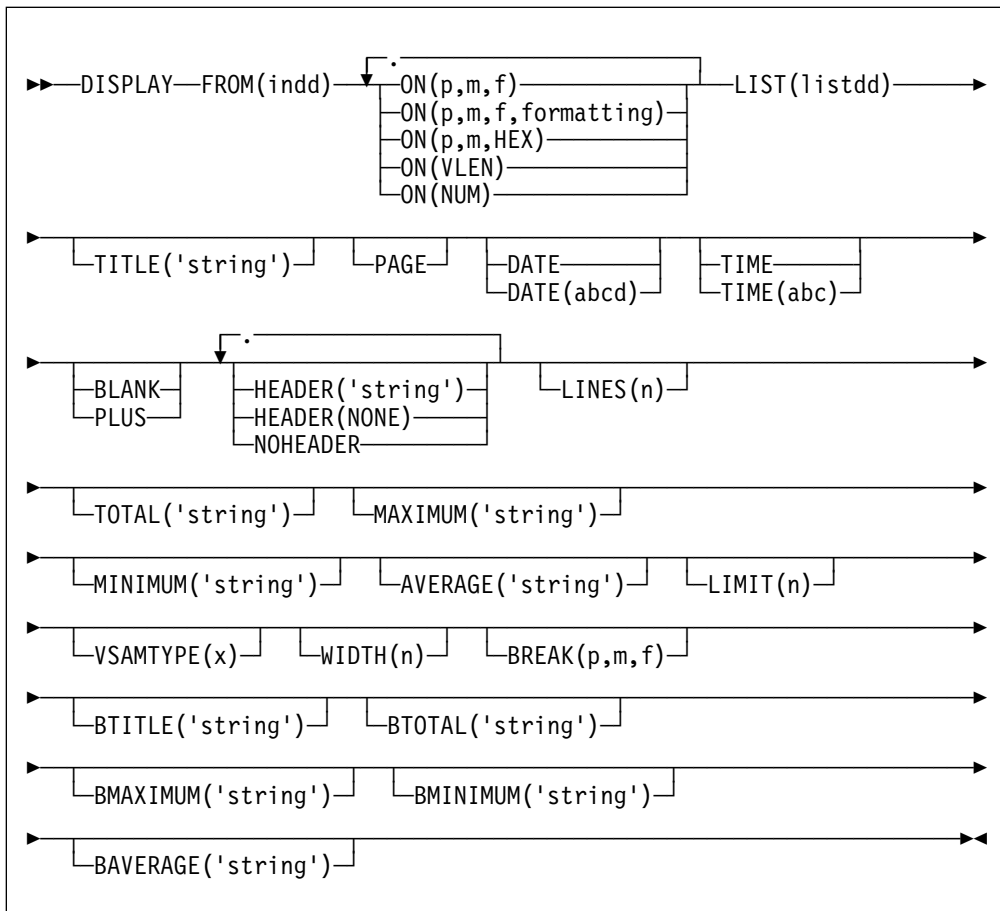 .
DISPLAY FROM(indd) ON(p,m,f) LIST(listdd)
ON(p,m,f,formatting)
ON(p,m,HEX)
ON(VLEN)
ON(NUM)
TITLE('string') PAGE DATE TIME
DATE(abcd) TIME(abc)
.
BLANK HEADER('string') LINES(n)
PLUS HEADER(NONE)
NOHEADER
TOTAL('string') MAXIMUM('string')
MINIMUM('string') AVERAGE('string') LIMIT(n)
VSAMTYPE(x) WIDTH(n) BREAK(p,m,f)
BTITLE('string') BTOTAL('string')
BMAXIMUM('string') BMINIMUM('string')
BAVERAGE('string')